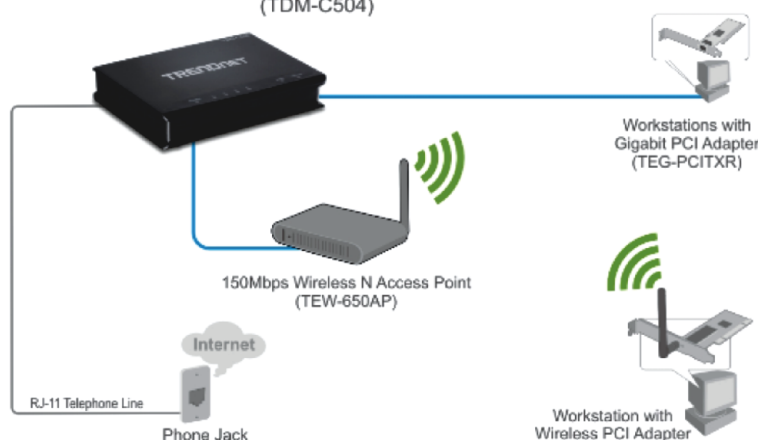 (TDM-C504)
TRENDNET
Workstations with
Gigabit PCI Adapter
(TEG-PCITXR)
150Mbps Wireless N Access Point
(TEW-650AP)
Internet
RJ-11 Telephone Line
Phone Jack
Workstation with
Wireless PCI Adapter